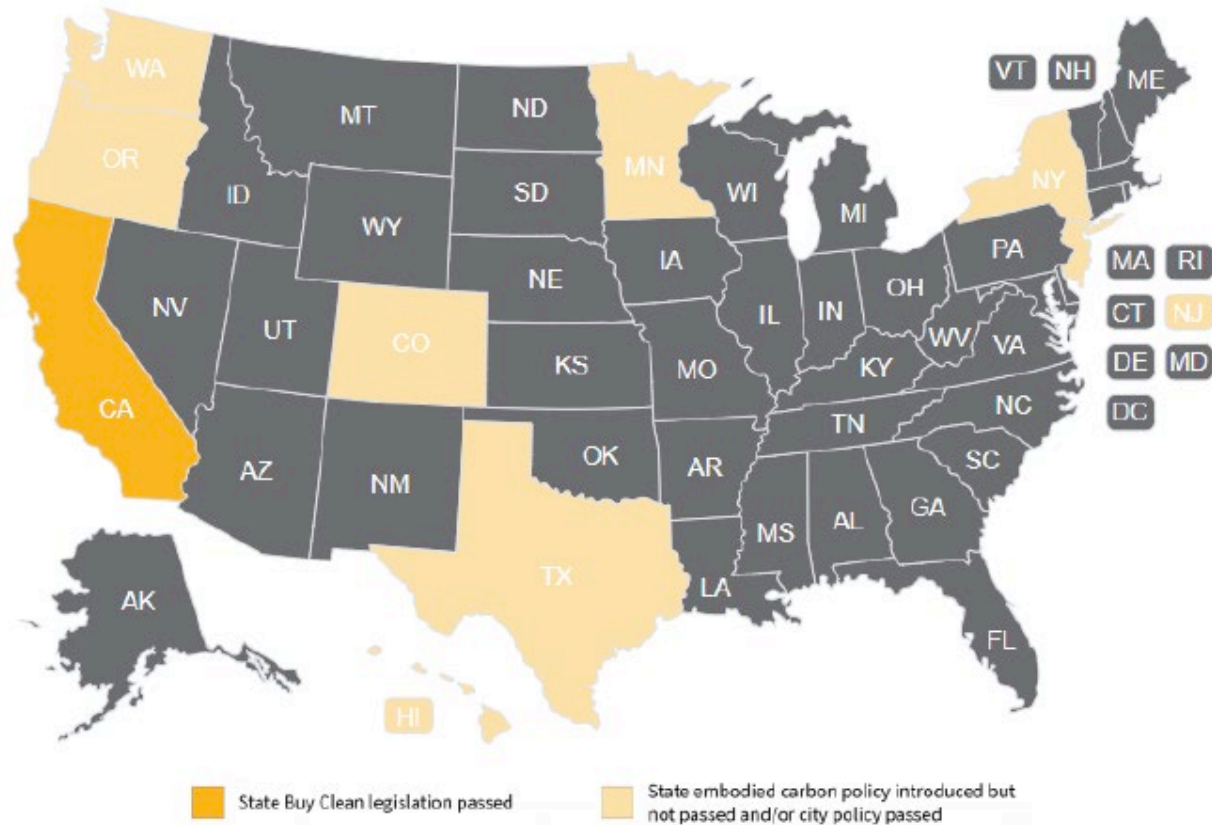 WA
MT
ND
MN
VT NH
ME
OR
ID
SD
WI
MI
NY
WY
IA
PA
MA RI
NE
OH
NV
IL
IN
CT NJ
UT
CO
WV
VA
DE MD
KS
MO
KY
CA
NC
DC
TN
OK
AR
SC
AZ
NM
MS
AL
GA
TX
LA
AK
FL
HI
State Buy Clean legislation passed
State embodied carbon policy introduced but
not passed and/or city policy passed